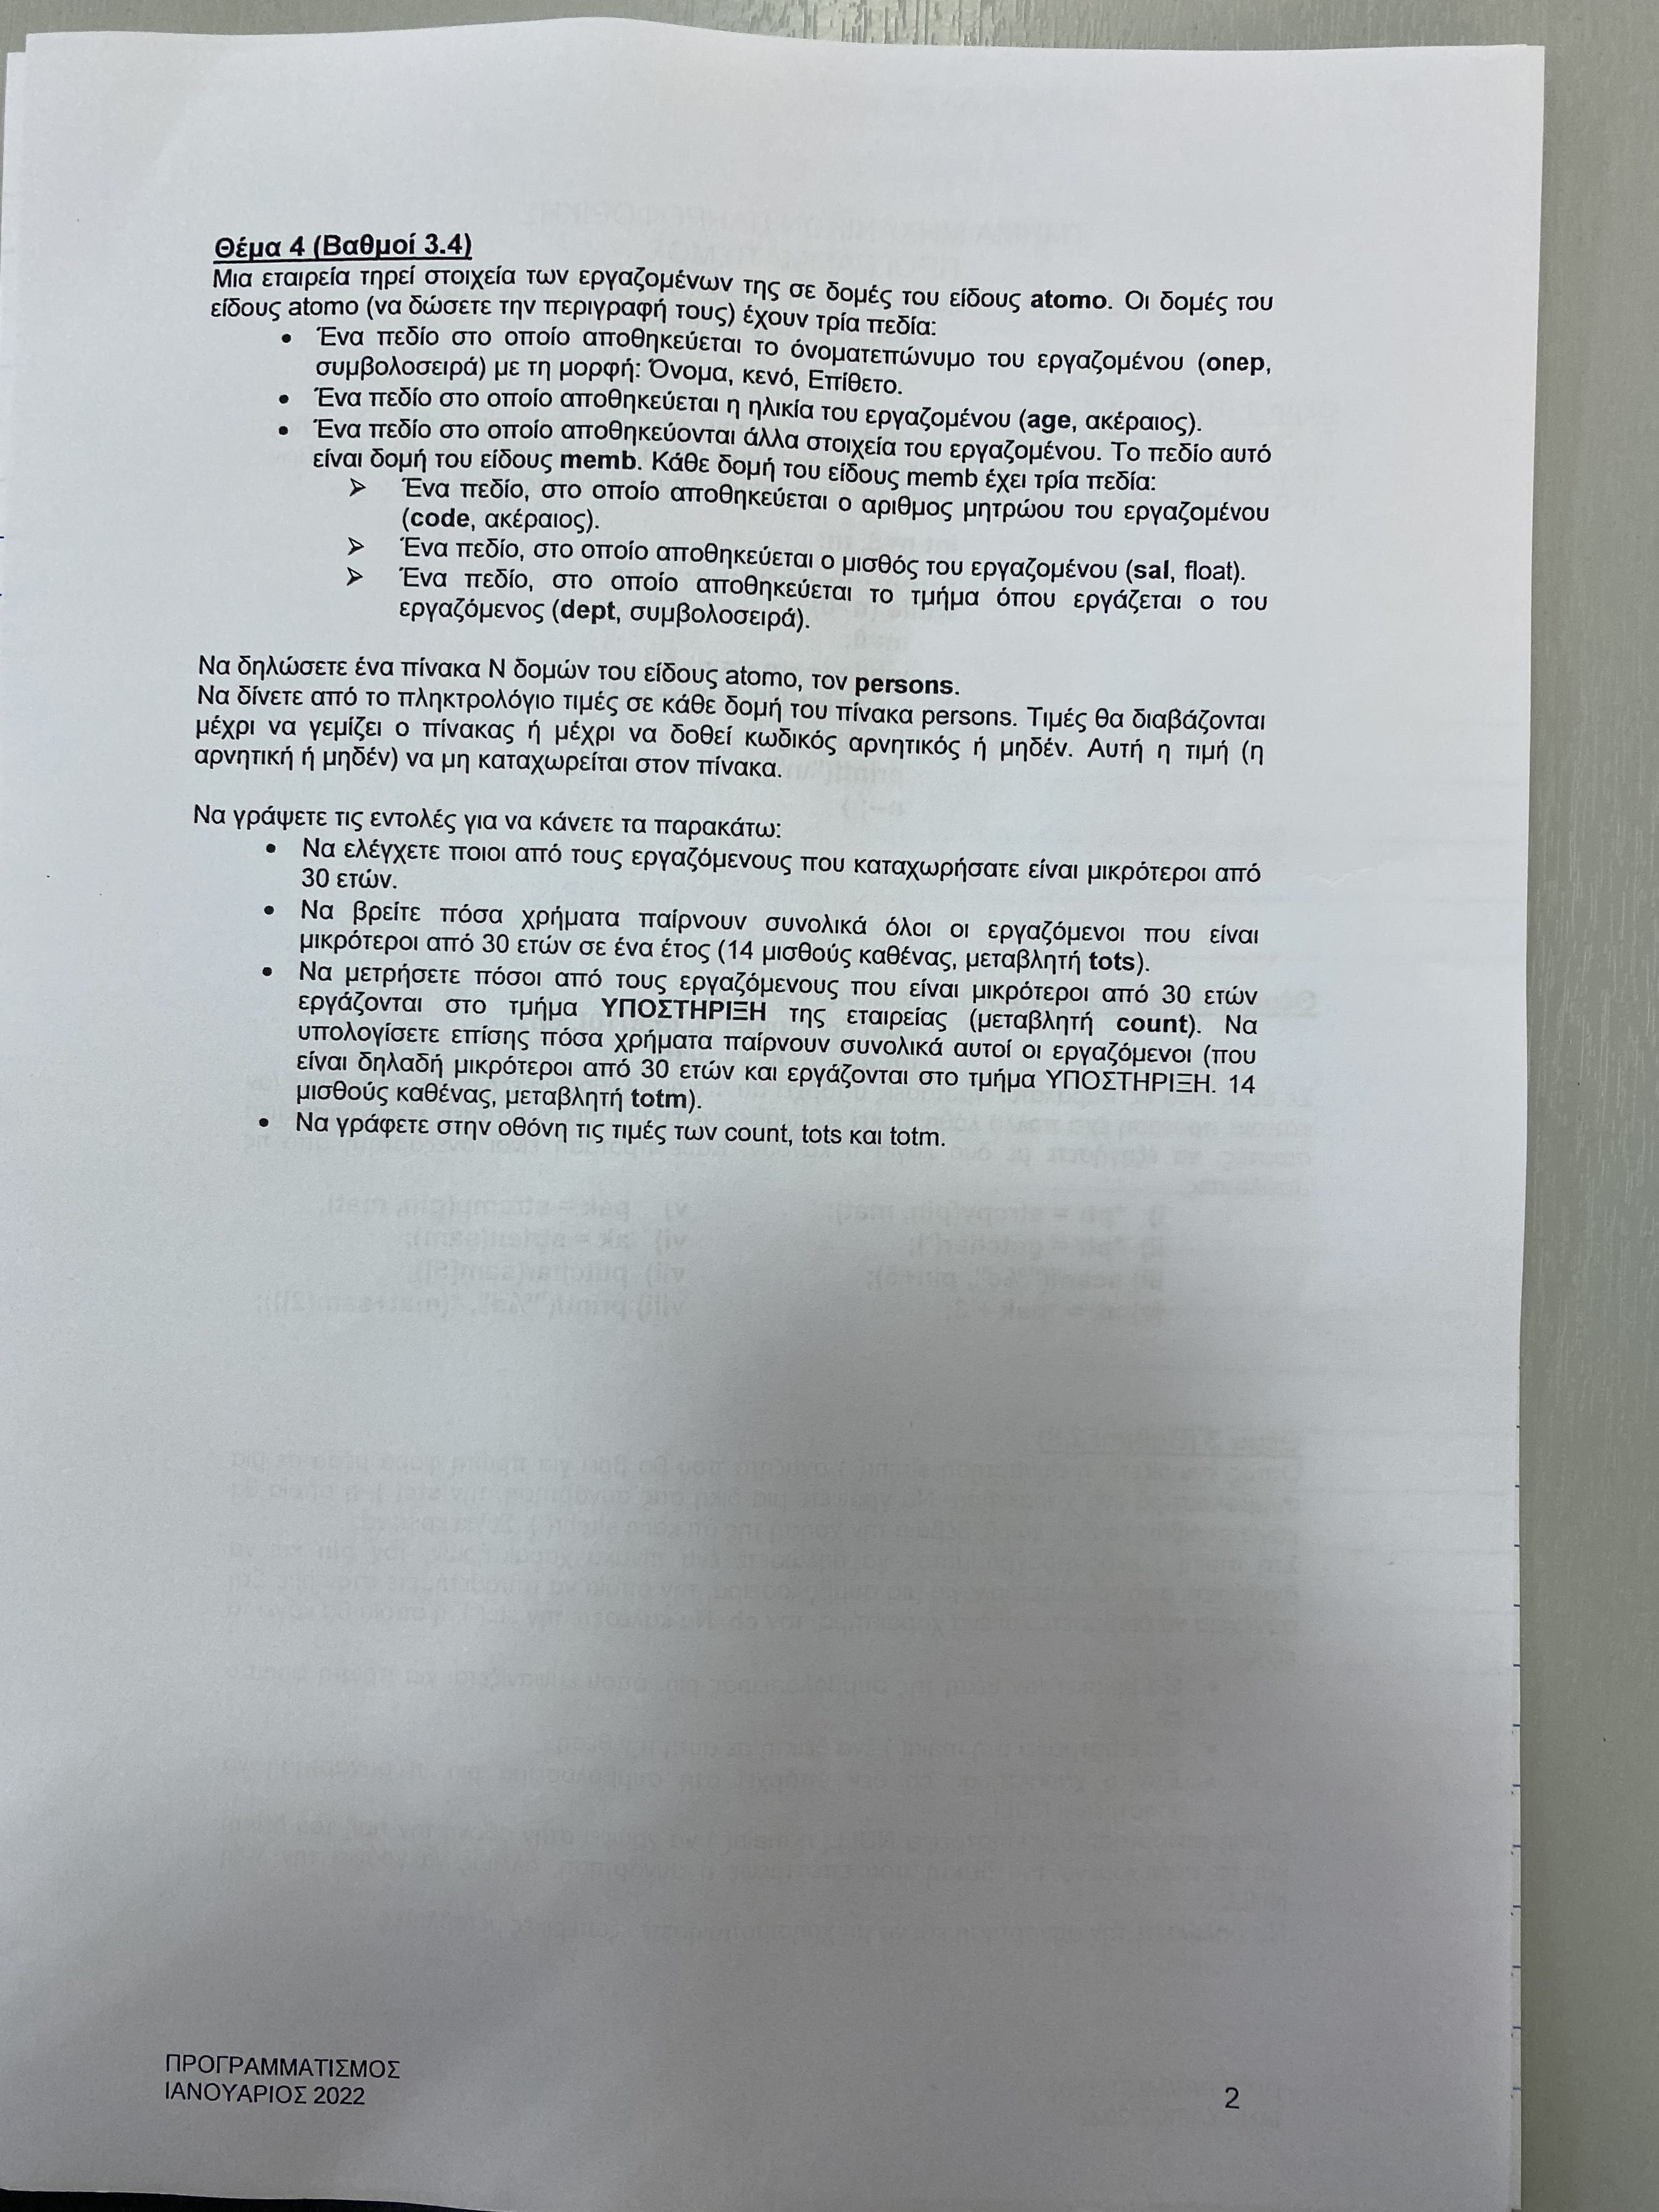 Θέμα 4 (Βαθμοί 3.4)
Μια εταιρεία τηρεί στοιχεία των εργαζομένων της σε δομές του είδους atomo. Οι δομές του
είδους atomo (να δώσετε την περιγραφή τους) έχουν τρία πεδία:
• Ένα πεδίο στο οποίο αποθηκεύεται το όνοματεπώνυμο του εργαζομένου (onep,
συμβολοσειρά) με τη μορφή: Όνομα, κενό, Επίθετο.
• Ένα πεδίο στο οποίο αποθηκεύεται η ηλικία του εργαζομένου (age, ακέραιος).
• Ένα πεδίο στο οποίο αποθηκεύονται άλλα στοιχεία του εργαζομένου. Το πεδίο αυτό
είναι δομή του είδους memb. Κάθε δομή του είδους memb έχει τρία πεδία:
➢ Ένα πεδίο, στο οποίο αποθηκεύεται ο αριθμος μητρώου του εργαζομένου
(code, ακέραιος).
➢ Ένα πεδίο, στο οποίο αποθηκεύεται ο μισθός του εργαζομένου (sal, float).
➢ Ένα πεδίο, στο οποίο αποθηκεύεται το τμήμα όπου εργάζεται ο του
εργαζόμενος (dept, συμβολοσειρά).
Να δηλώσετε ένα πίνακα Ν δομών του είδους atomo, τον persons.
Να δίνετε από το πληκτρολόγιο τιμές σε κάθε δομή του πίνακα persons. Τιμές θα διαβάζονται
μέχρι να γεμίζει ο πίνακας ή μέχρι να δοθεί κωδικός αρνητικός ή μηδέν. Αυτή η τιμή (η
αρνητική ή μηδέν) να μη καταχωρείται στον πίνακα.
Να γράψετε τις εντολές για να κάνετε τα παρακάτω:
• Να ελέγχετε ποιοι από τους εργαζόμενους που καταχωρήσατε είναι μικρότεροι από
30 ετών.
• Να βρείτε πόσα χρήματα παίρνουν συνολικά όλοι οι εργαζόμενοι που είναι
μικρότεροι από 30 ετών σε ένα έτος (14 μισθούς καθένας, μεταβλητή tots).
• Να μετρήσετε πόσοι από τους εργαζόμενους που είναι μικρότεροι από 30 ετών
εργάζονται στο τμήμα ΥΠΟΣΤΗΡΙΞΗ της εταιρείας (μεταβλητή count). Να
υπολογίσετε επίσης πόσα χρήματα παίρνουν συνολικά αυτοί οι εργαζόμενοι (που
είναι δηλαδή μικρότεροι από 30 ετών και εργάζονται στο τμήμα ΥΠΟΣΤΗΡΙΞΗ. 14
μισθούς καθένας, μεταβλητή totm).
• Να γράφετε στην οθόνη τις τιμές των count, tots και totm.
ΠΡΟΓΡΑΜΜΑΤΙΣΜΟΣ
ΙΑΝΟΥΑΡΙΟΣ 2022
2